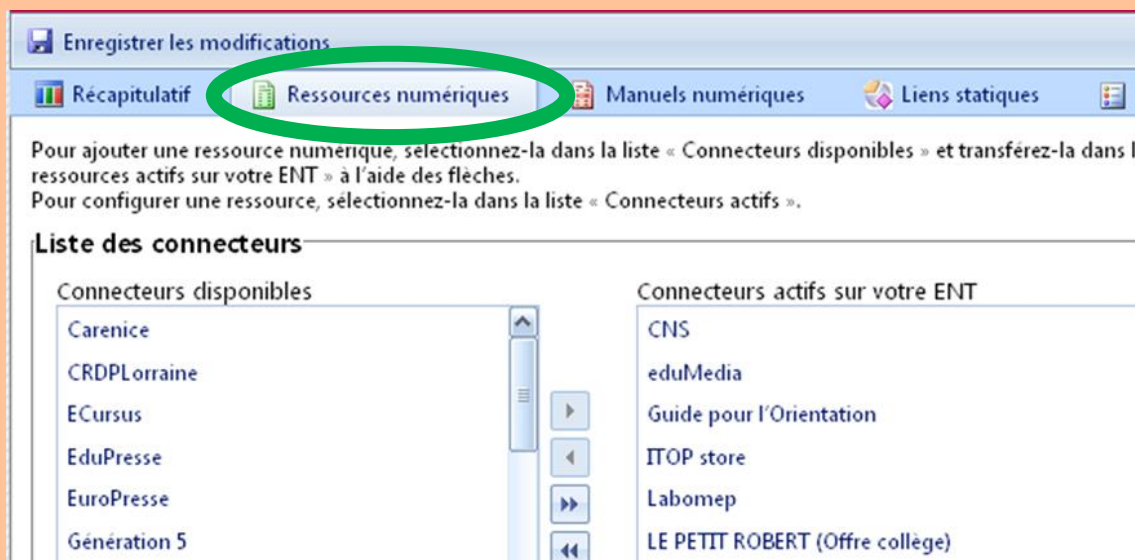 Enregistrer les modifications
Récapitulatif Ressources numériques Manuels numériques Liens statiques
Pour ajouter une ressource numérique, sélectionnez-la dans la liste « Connecteurs disponibles » et transférez-la dans
ressources actifs sur votre ENT » à l'aide des flèches.
Pour configurer une ressource, sélectionnez-la dans la liste « Connecteurs actifs ».
Liste des connecteurs
Connecteurs disponibles
Carenice
CRDPLorraine
ECursus
EduPresse
EuroPresse
Génération 5
Connecteurs actifs sur votre ENT
CNS
eduMedia
Guide pour l'Orientation
ITOP store
Labomep
LE PETIT ROBERT (Offre collège)